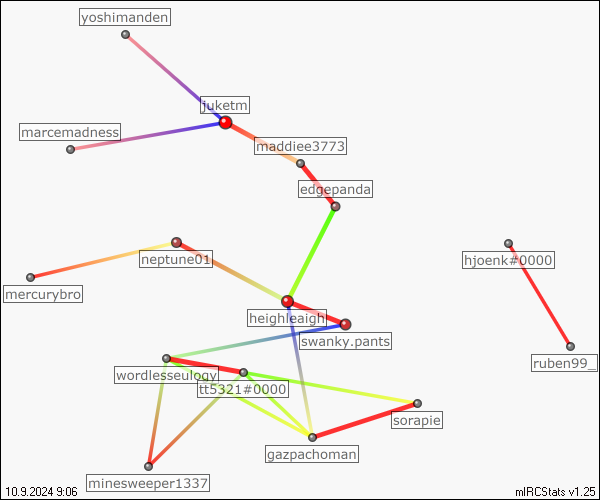 yoshimanden
juketm
marcemadness
maddiee3773
edgepanda
neptune01
hjoenk#0000
mercurybro
heighleaigh
swanky.pants
ruben99_
wordlesseulogy
tt5321#0000
sorapie
gazpachoman
minesweeper1337
10.9.2024 9:06
mIRCStats v1.25